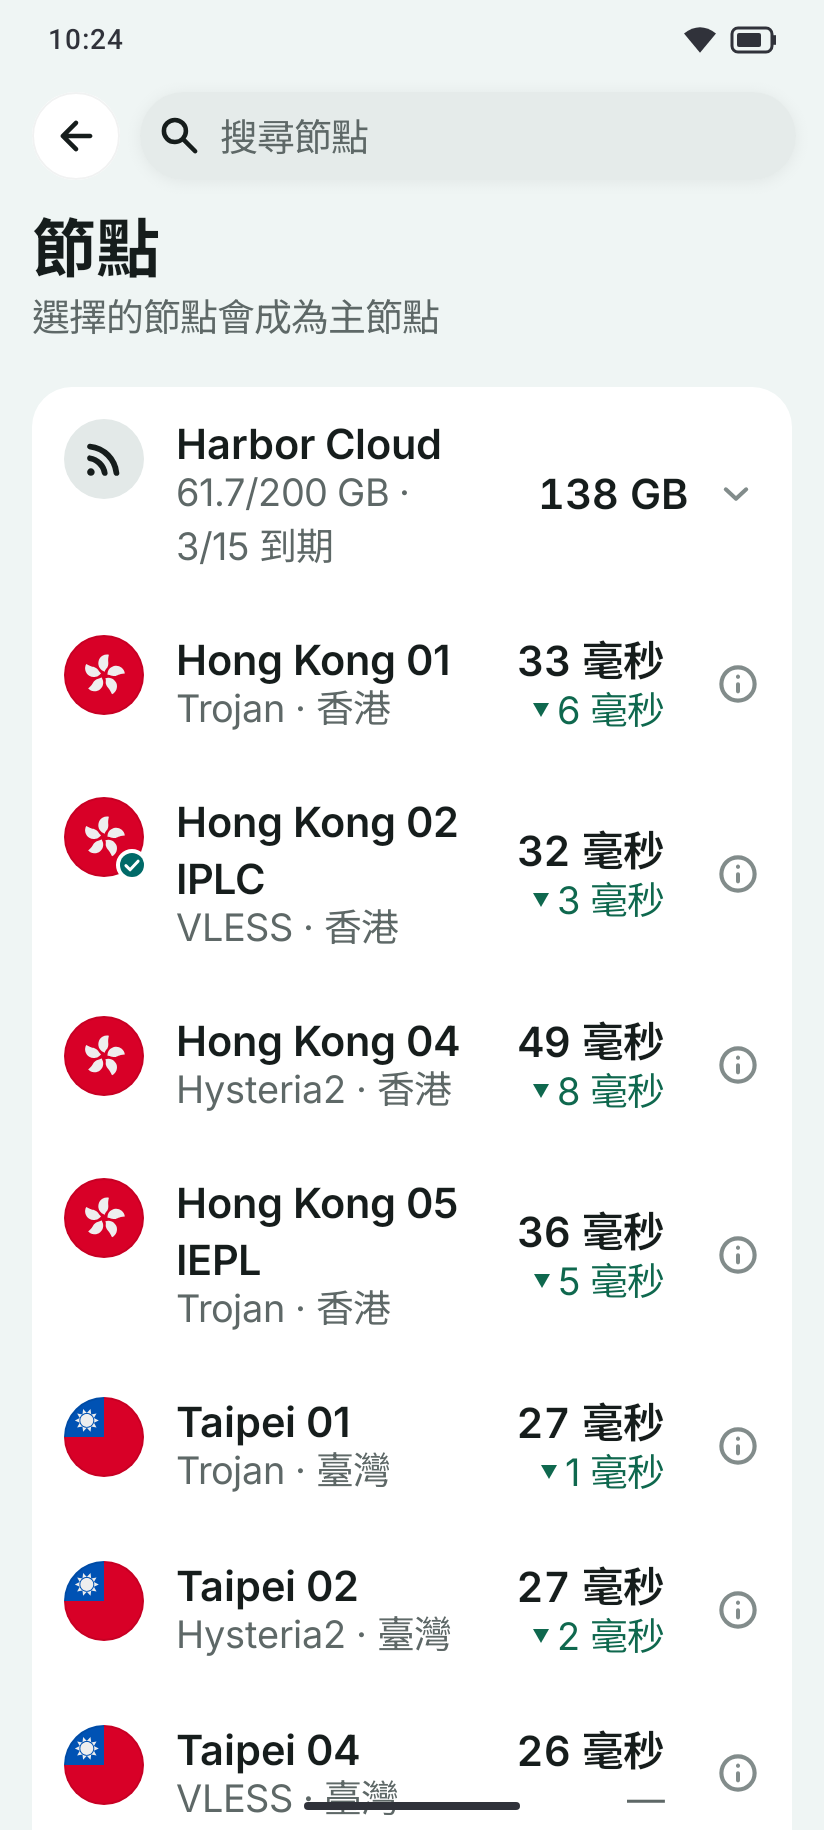 10:24
搜尋節點
節點
選擇的節點會成為主節點
Harbor Cloud
61.7/200 GB ·
3/15 到期
138 GB
Hong Kong 01
Trojan · 香港
33 毫秒
▼6 毫秒
Hong Kong 02
IPLC
VLESS · 香港
32 毫秒
▼3 毫秒
Hong Kong 04
Hysteria2 · 香港
49 毫秒
▼8 毫秒
Hong Kong 05
IEPL
Trojan · 香港
36 毫秒
▼5 毫秒
Taipei 01
Trojan · 臺灣
27 毫秒
▼1 毫秒
Taipei 02
Hysteria2 · 臺灣
27 毫秒
▼2 毫秒
Taipei 04
VLESS · 臺灣
26 毫秒
—